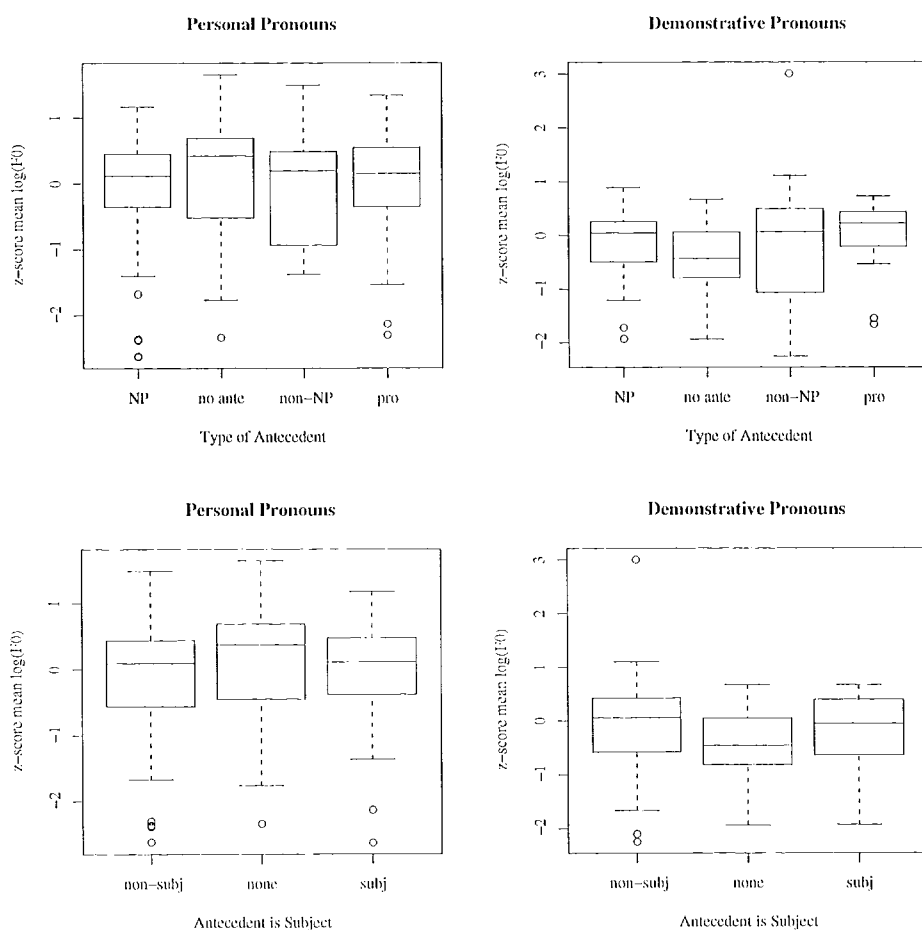 Personal Pronouns
z−score mean log(F0)
1
0
−1
−2
NP no ante non−NP pro
Type of Antecedent
Demonstrative Pronouns
z−score mean log(F0)
3
2
1
0
−1
−2
NP no ante non−NP pro
Type of Antecedent
Personal Pronouns
z−score mean log(F0)
1
0
−1
−2
non−subj none subj
Antecedent is Subject
Demonstrative Pronouns
z−score mean log(F0)
3
2
1
0
−1
−2
non−subj none subj
Antecedent is Subject